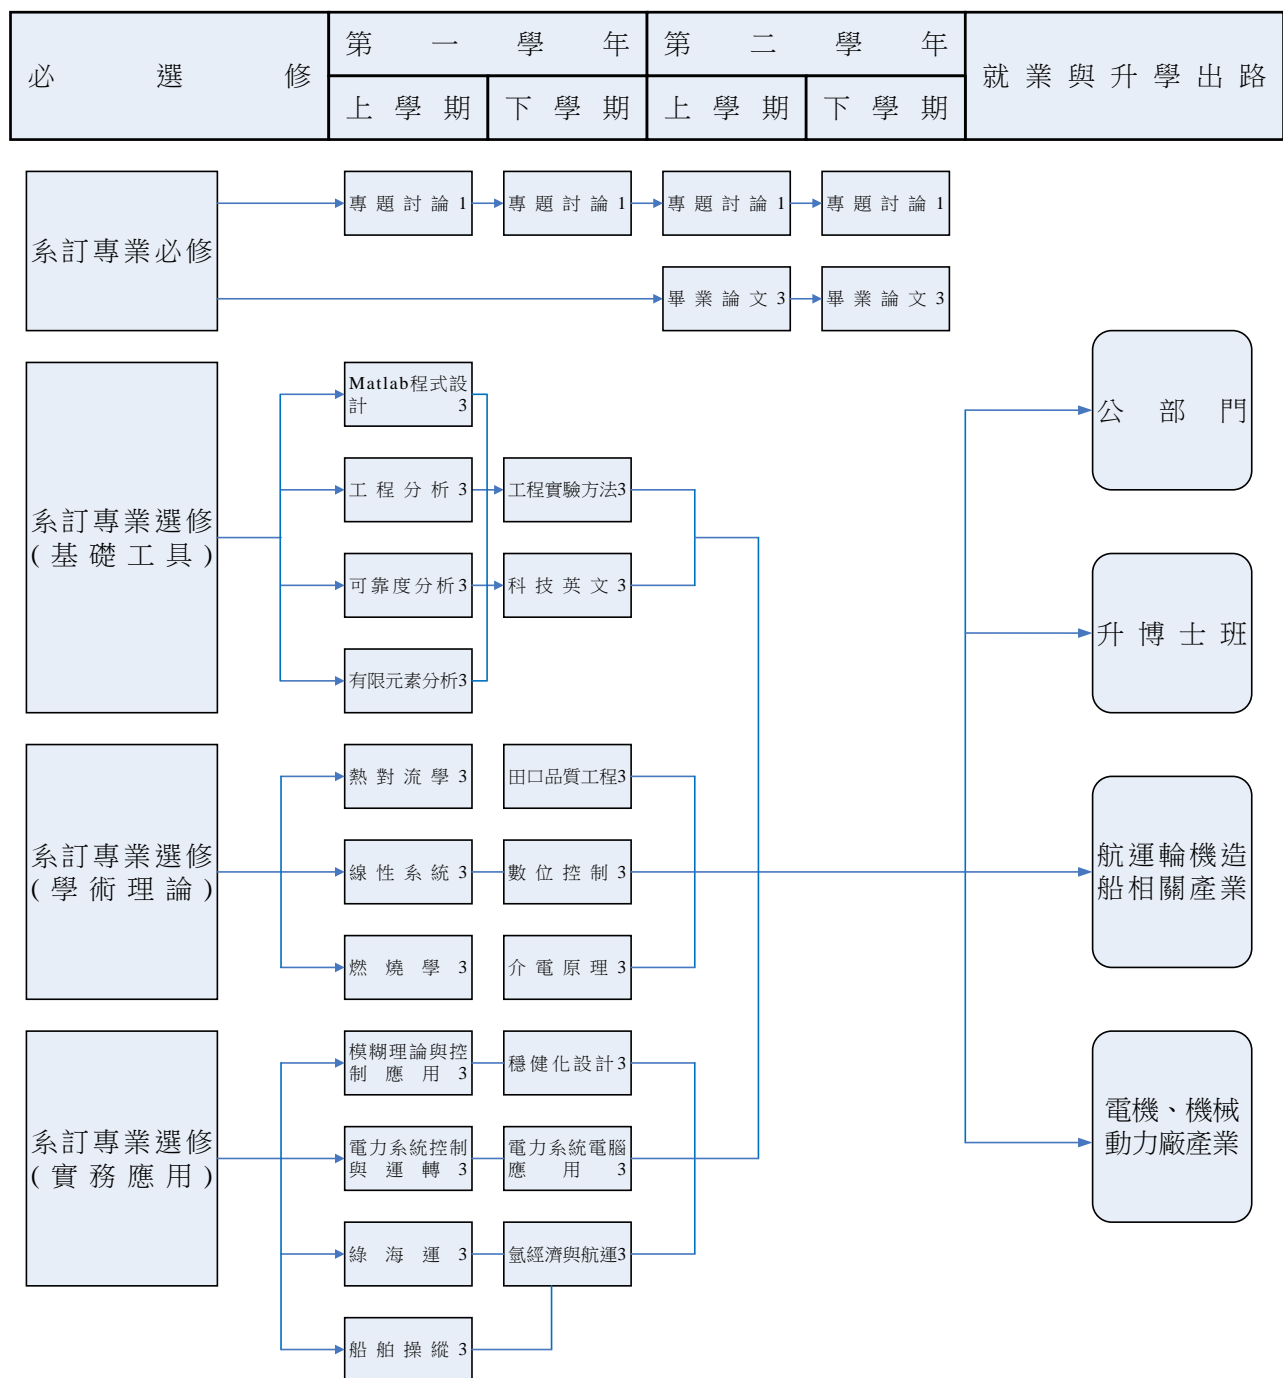 必選修
第一學年
第二學年
就業與升學出路
上學期
下學期
上學期
下學期
系訂專業必修
專題討論1
專題討論1
專題討論1
專題討論1
畢業論文3
畢業論文3
系訂專業選修
(基礎工具)
Matlab程式設
計3
工程分析3
工程實驗方法3
可靠度分析3
科技英文3
有限元素分析3
系訂專業選修
(學術理論)
熱對流學3
田口品質工程3
線性系統3
數位控制3
燃燒學3
介電原理3
系訂專業選修
(實務應用)
模糊理論與控
制應用3
穩健化設計3
電力系統控制
與運轉3
電力系統電腦
應用3
綠海運3
氫經濟與航運3
船舶操縱3
公部門
升博士班
航運輪機造
船相關產業
電機、機械
動力廠產業